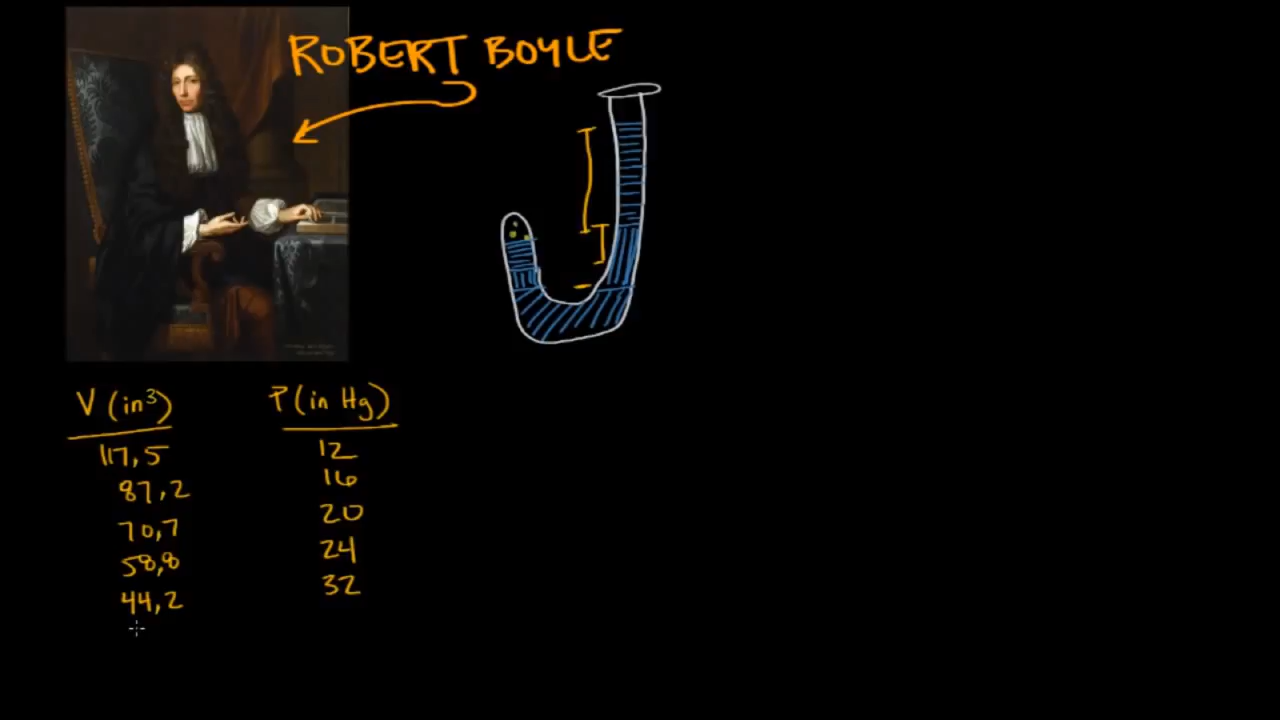 ROBERT BOYLE
V (in³) P (in Hg)
117,5 12
87,2 16
70,7 20
58,8 24
44,2 32